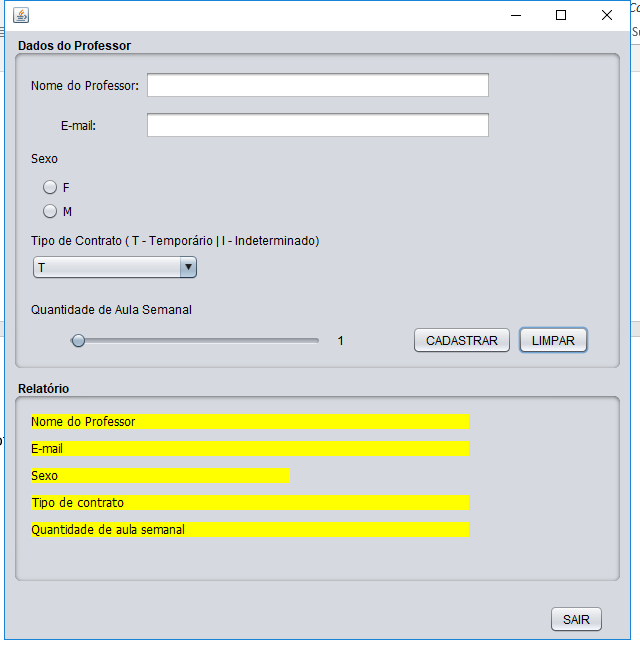 Dados do Professor
Nome do Professor:
E-mail:
Sexo
F
M
Tipo de Contrato ( T - Temporário | I - Indeterminado)
T
Quantidade de Aula Semanal
1
CADASTRAR LIMPAR
Relatório
Nome do Professor
E-mail
Sexo
Tipo de contrato
Quantidade de aula semanal
SAIR